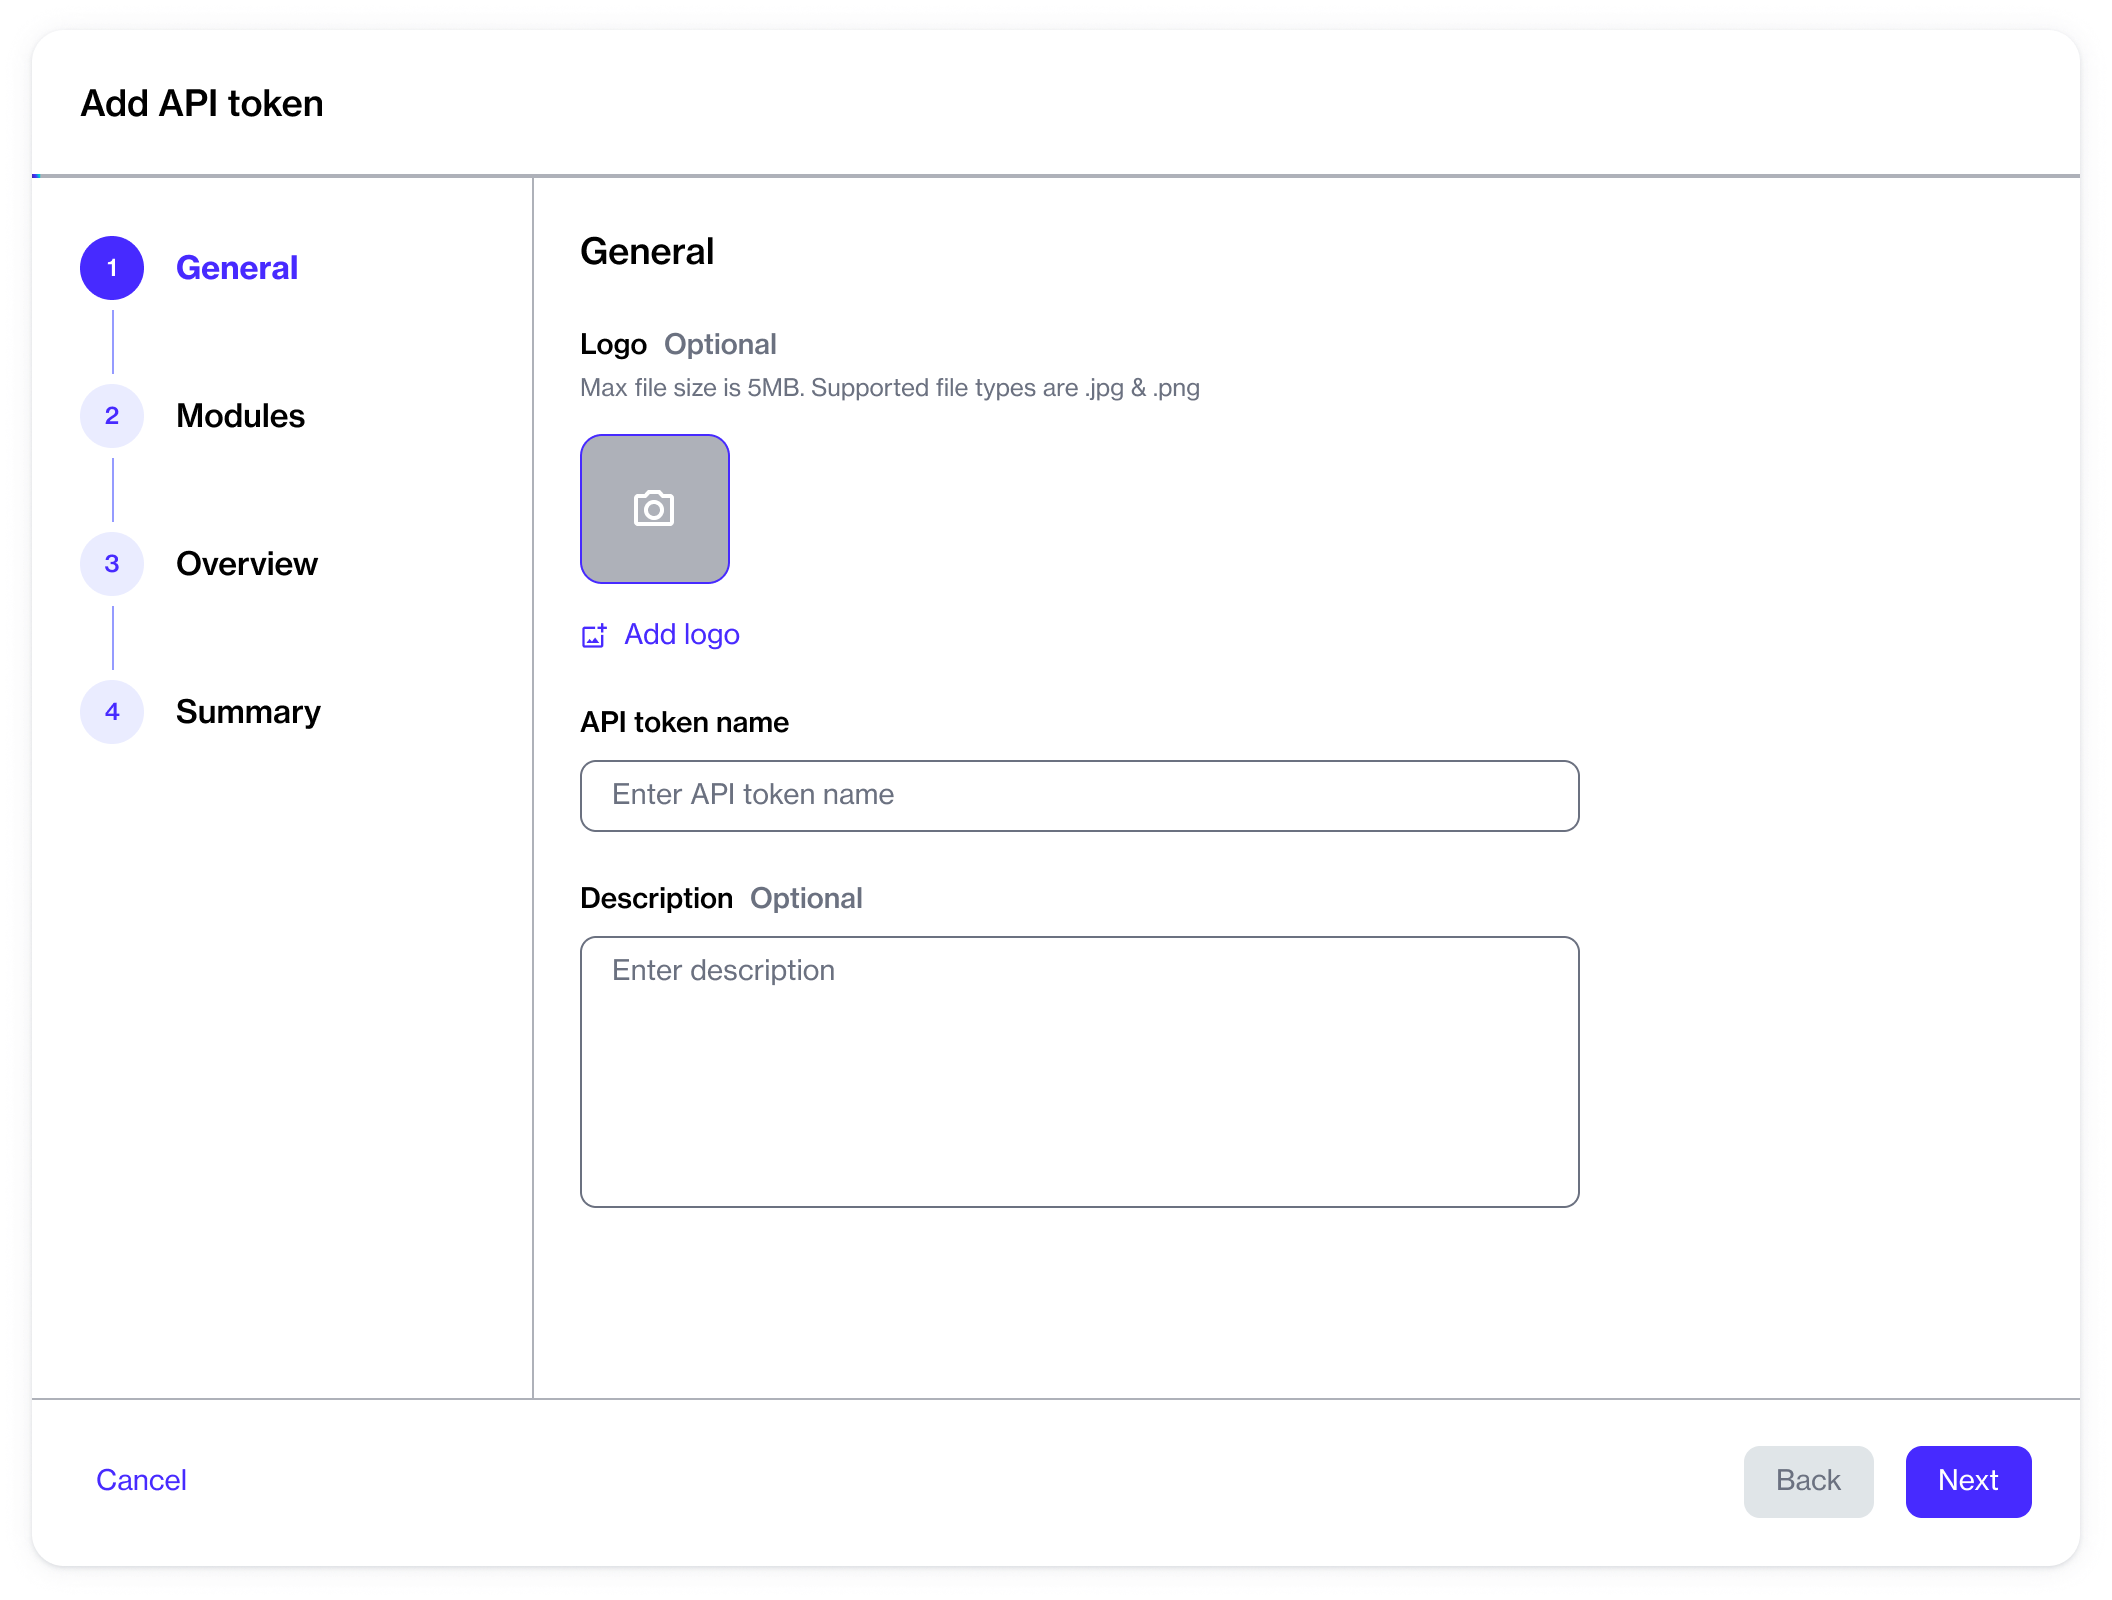 Add API token
1 General
2 Modules
3 Overview
4 Summary
General
Logo Optional
Max file size is 5MB. Supported file types are .jpg & .png
Add logo
API token name
Enter API token name
Description Optional
Enter description
Cancel
Back
Next